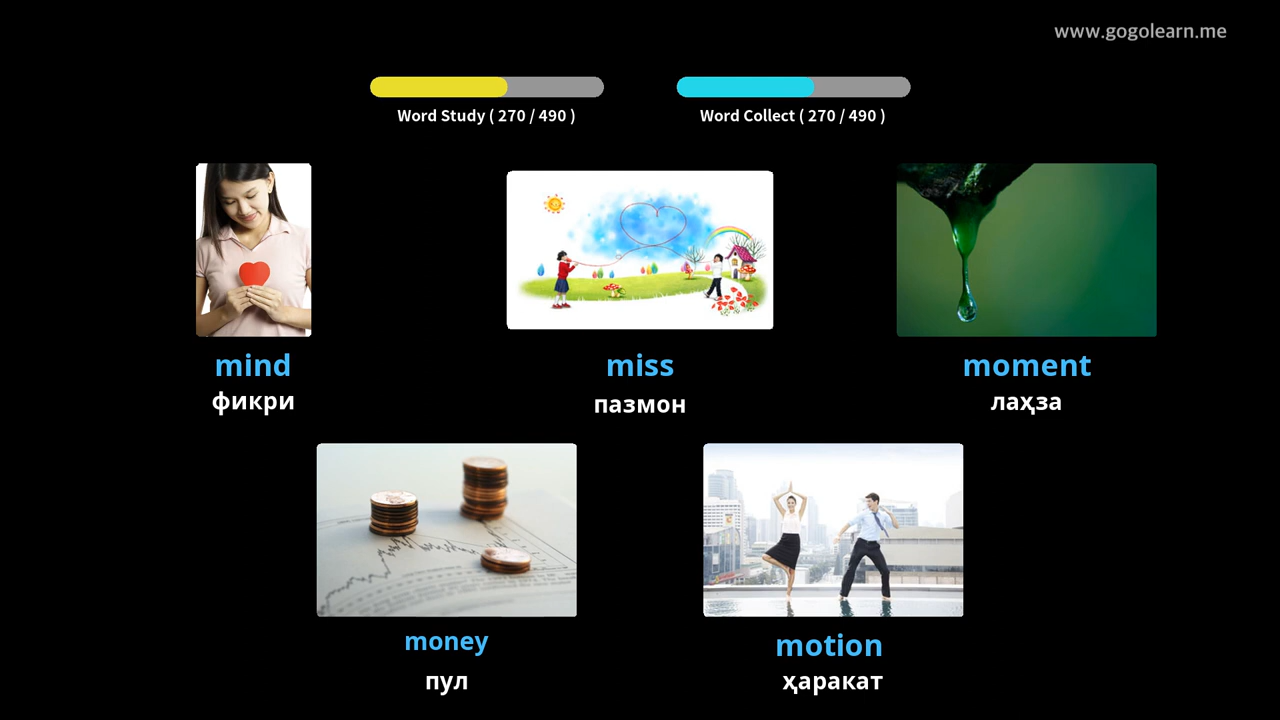 www.gogolearn.me
Word Study ( 270 / 490 )
Word Collect ( 270 / 490 )
mind
фикри
miss
пазмон
moment
лаҳза
money
пул
motion
ҳаракат